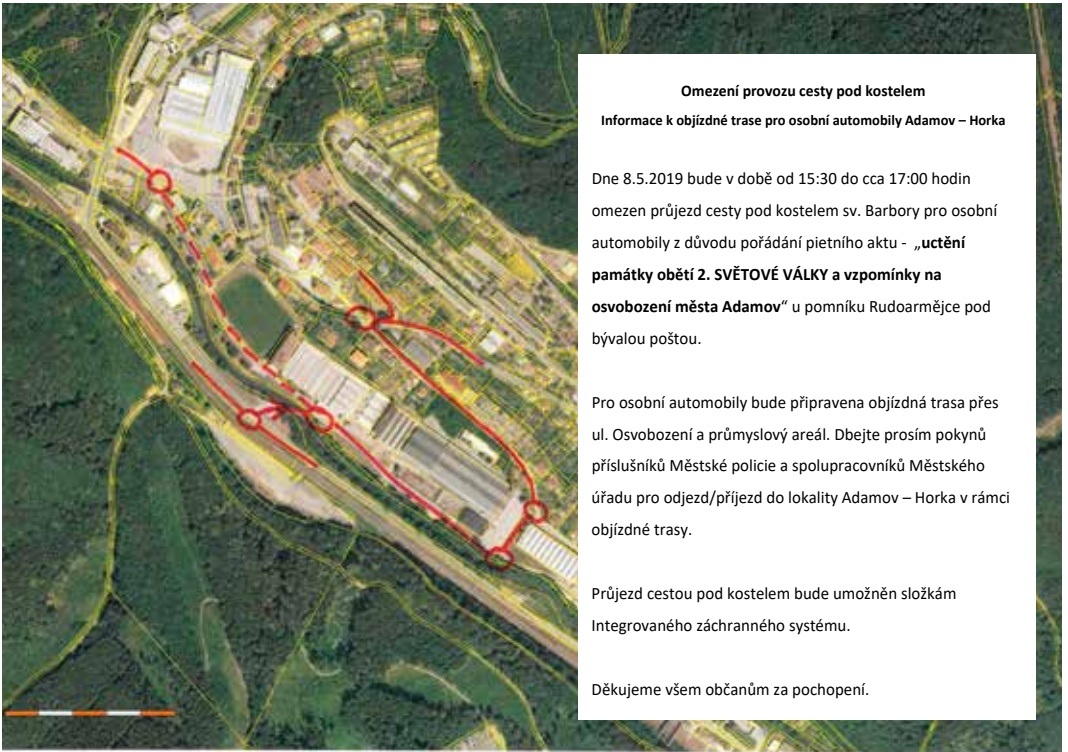 Omezení provozu cesty pod kostelem
Informace k objízdné trase pro osobní automobily Adamov – Horka
Dne 8.5.2019 bude v době od 15:30 do cca 17:00 hodin
omezen průjezd cesty pod kostelem sv. Barbory pro osobní
automobily z důvodu pořádání pietního aktu - „uctění
památky obětí 2. SVĚTOVÉ VÁLKY a vzpomínky na
osvobození města Adamov“ u pomníku Rudoarmějce pod
bývalou poštou.
Pro osobní automobily bude připravena objízdná trasa přes
ul. Osvobození a průmyslový areál. Dbejte prosím pokynů
příslušníků Městské policie a spolupracovníků Městského
úřadu pro odjezd/příjezd do lokality Adamov – Horka v rámci
objízdné trasy.
Průjezd cestou pod kostelem bude umožněn složkám
Integrovaného záchranného systému.
Děkujeme všem občanům za pochopení.